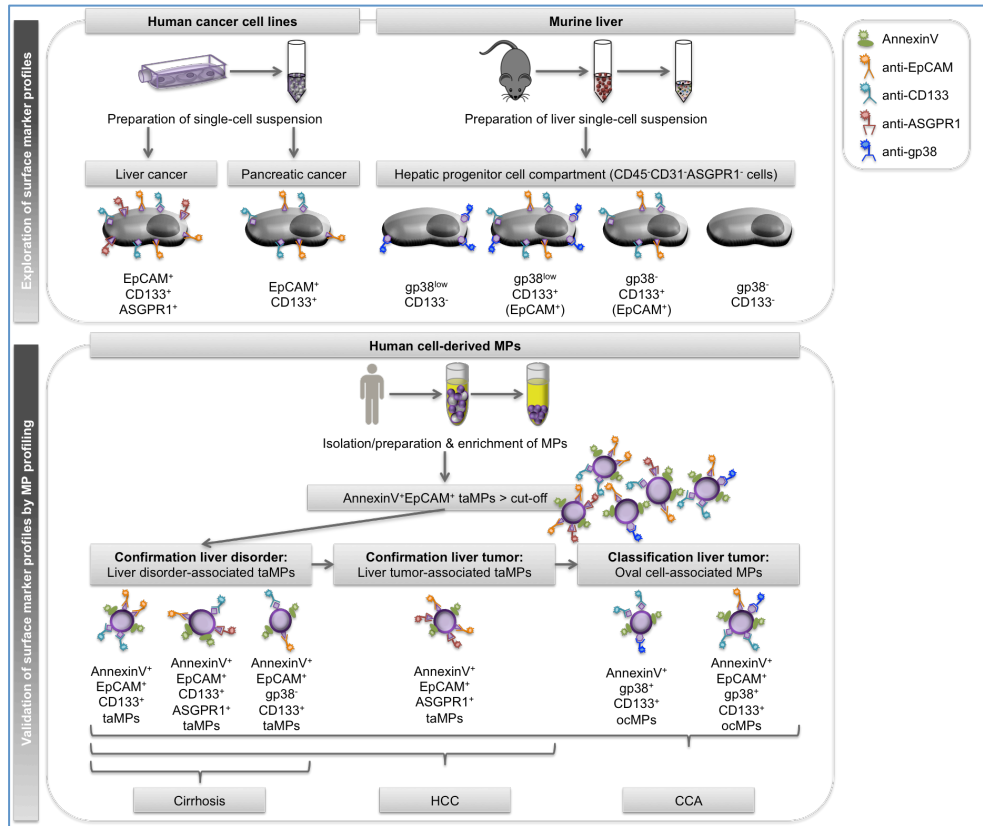 Exploration of surface marker profiles
Human cancer cell lines
Murine liver
Preparation of single-cell suspension
Preparation of liver single-cell suspension
Liver cancer
Pancreatic cancer
Hepatic progenitor cell compartment (CD45⁻CD31⁻ASGPR1⁻ cells)
EpCAM⁺
CD133⁺
ASGPR1⁺
EpCAM⁺
CD133⁺
gp38ˡᵒʷ
CD133⁻
gp38ˡᵒʷ
CD133⁺
(EpCAM⁺)
gp38⁻
CD133⁺
(EpCAM⁺)
gp38⁻
CD133⁻
AnnexinV
anti-EpCAM
anti-CD133
anti-ASGPR1
anti-gp38
Validation of surface marker profiles by MP profiling
Human cell-derived MPs
Isolation/preparation & enrichment of MPs
AnnexinV⁺EpCAM⁺ taMPs > cut-off
Confirmation liver disorder:
Liver disorder-associated taMPs
Confirmation liver tumor:
Liver tumor-associated taMPs
Classification liver tumor:
Oval cell-associated MPs
AnnexinV⁺
EpCAM⁺
CD133⁺
taMPs
AnnexinV⁺
EpCAM⁺
CD133⁺
ASGPR1⁺
taMPs
AnnexinV⁺
EpCAM⁺
gp38⁻
CD133⁺
taMPs
AnnexinV⁺
EpCAM⁺
ASGPR1⁺
taMPs
AnnexinV⁺
gp38⁺
CD133⁺
ocMPs
AnnexinV⁺
EpCAM⁺
gp38⁺
CD133⁺
ocMPs
Cirrhosis
HCC
CCA